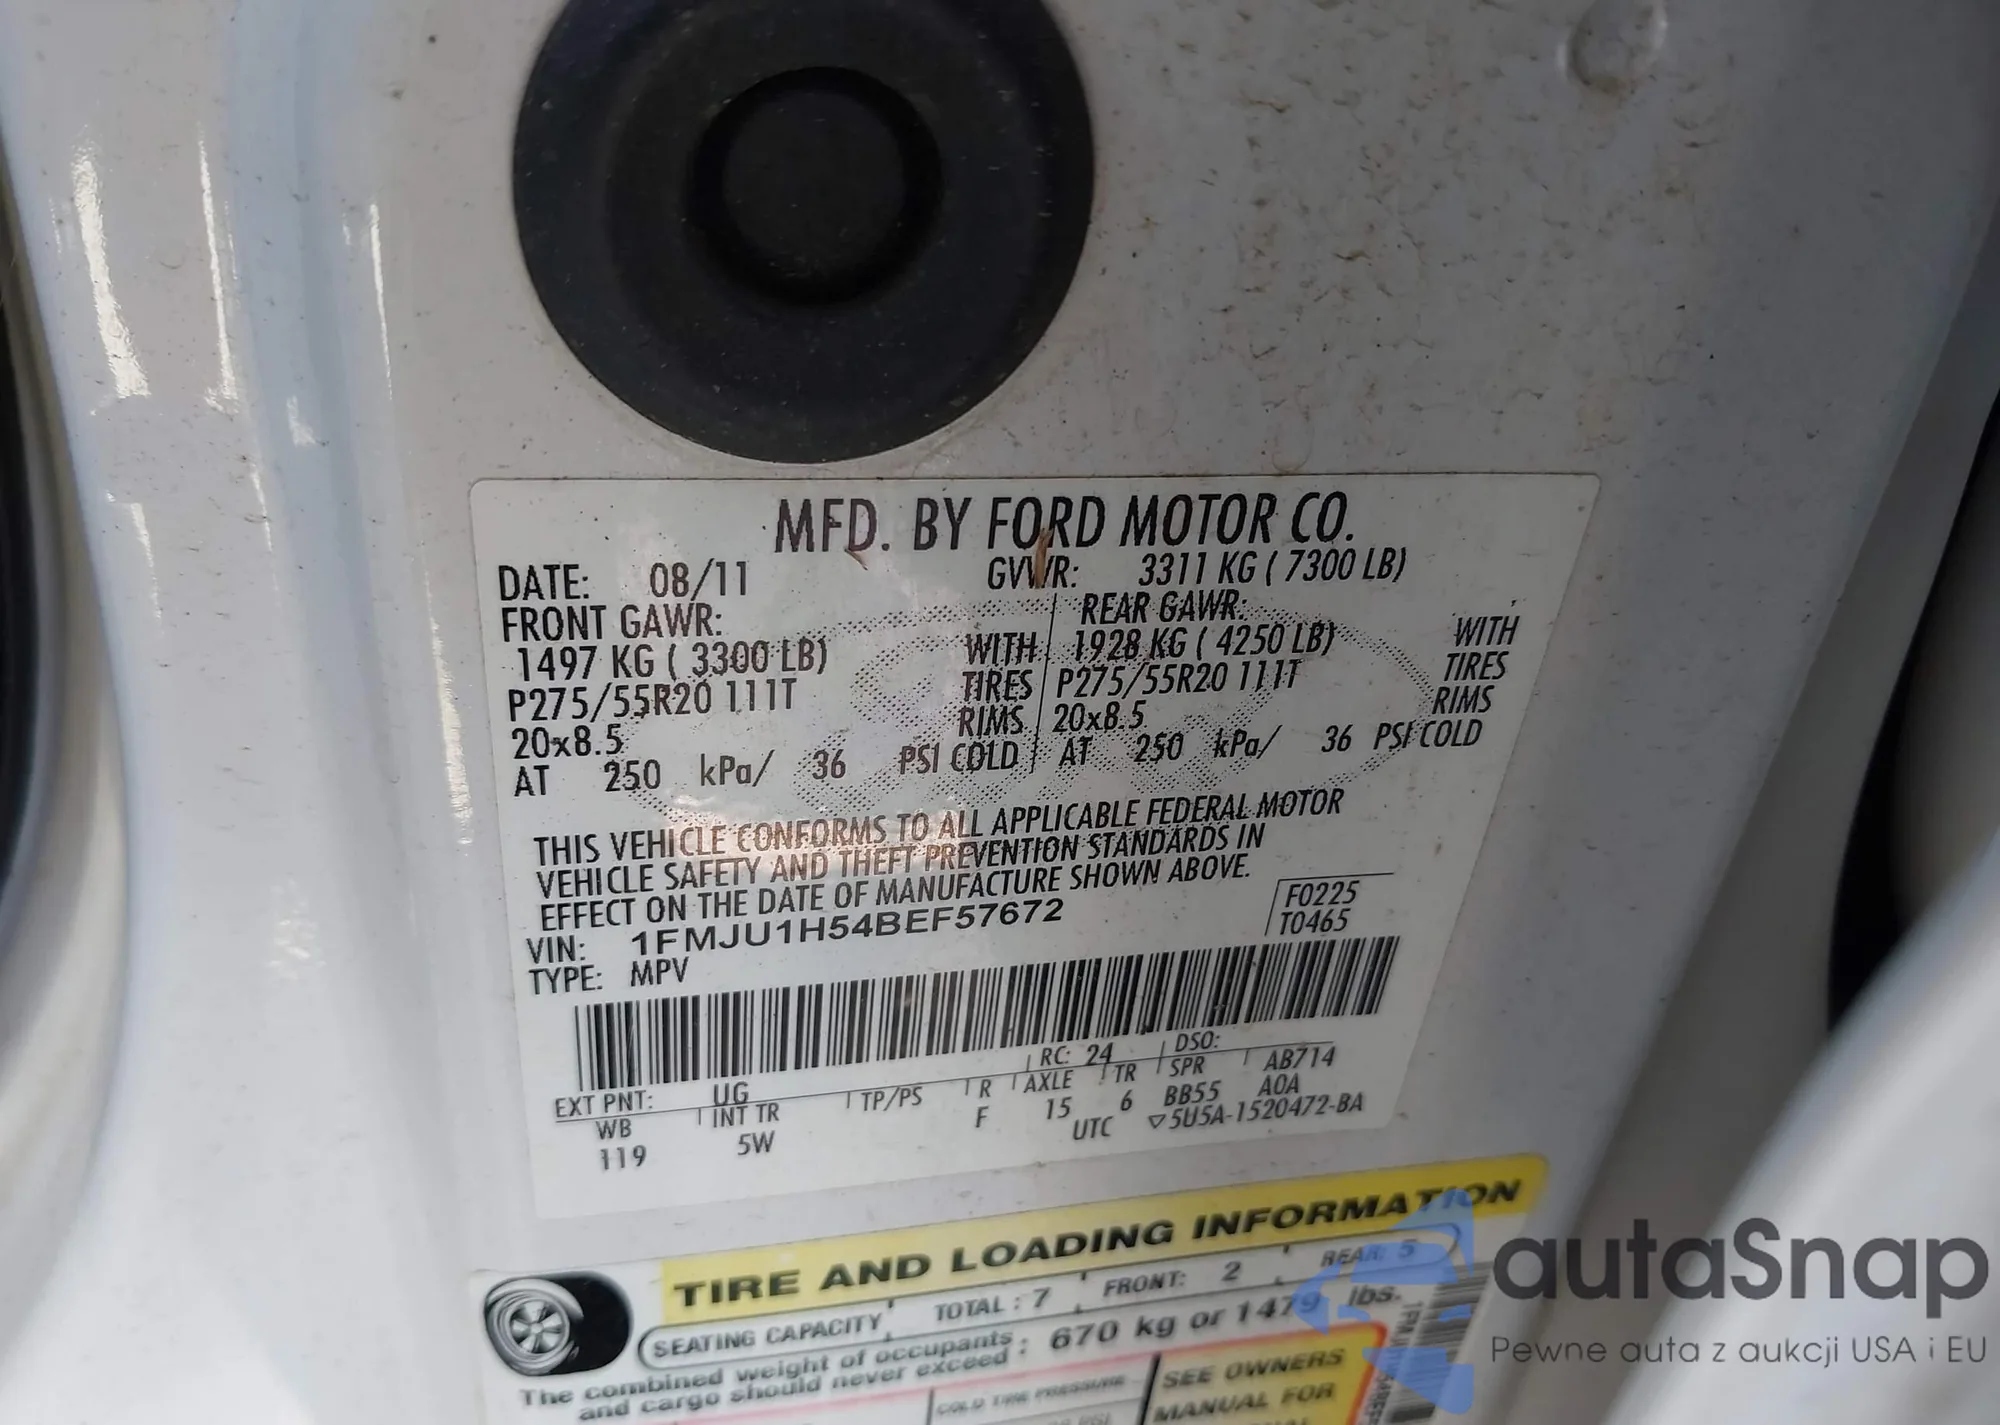 MFD. BY FORD MOTOR CO.
DATE: 08/11 GVWR: 3311 KG ( 7300 LB)
FRONT GAWR: REAR GAWR:
1497 KG ( 3300 LB) WITH 1928 KG ( 4250 LB) WITH
P275/55R20 111T TIRES P275/55R20 111T TIRES
20x8.5 RIMS 20x8.5 RIMS
AT 250 kPa/ 36 PSI COLD AT 250 kPa/ 36 PSI COLD
THIS VEHICLE CONFORMS TO ALL APPLICABLE FEDERAL MOTOR
VEHICLE SAFETY AND THEFT PREVENTION STANDARDS IN
EFFECT ON THE DATE OF MANUFACTURE SHOWN ABOVE.
VIN: 1FMJU1H54BEF57672 F0225
TYPE: MPV T0465
EXT PNT: UG RC: 24 DSO:
WB INT TR TP/PS R AXLE TR SPR AB714
119 5W F 15 6 BB55 A0A
UTC ▽5U5A-1520472-BA
TIRE AND LOADING INFORMATION
SEATING CAPACITY TOTAL : 7 FRONT: 2 REAR: 5
The combined weight of occupants and cargo should never exceed : 670 kg or 1479 lbs.
COLD TIRE PRESSURE
SEE OWNERS
MANUAL FOR
autaSnap
Pewne auta z aukcji USA i EU